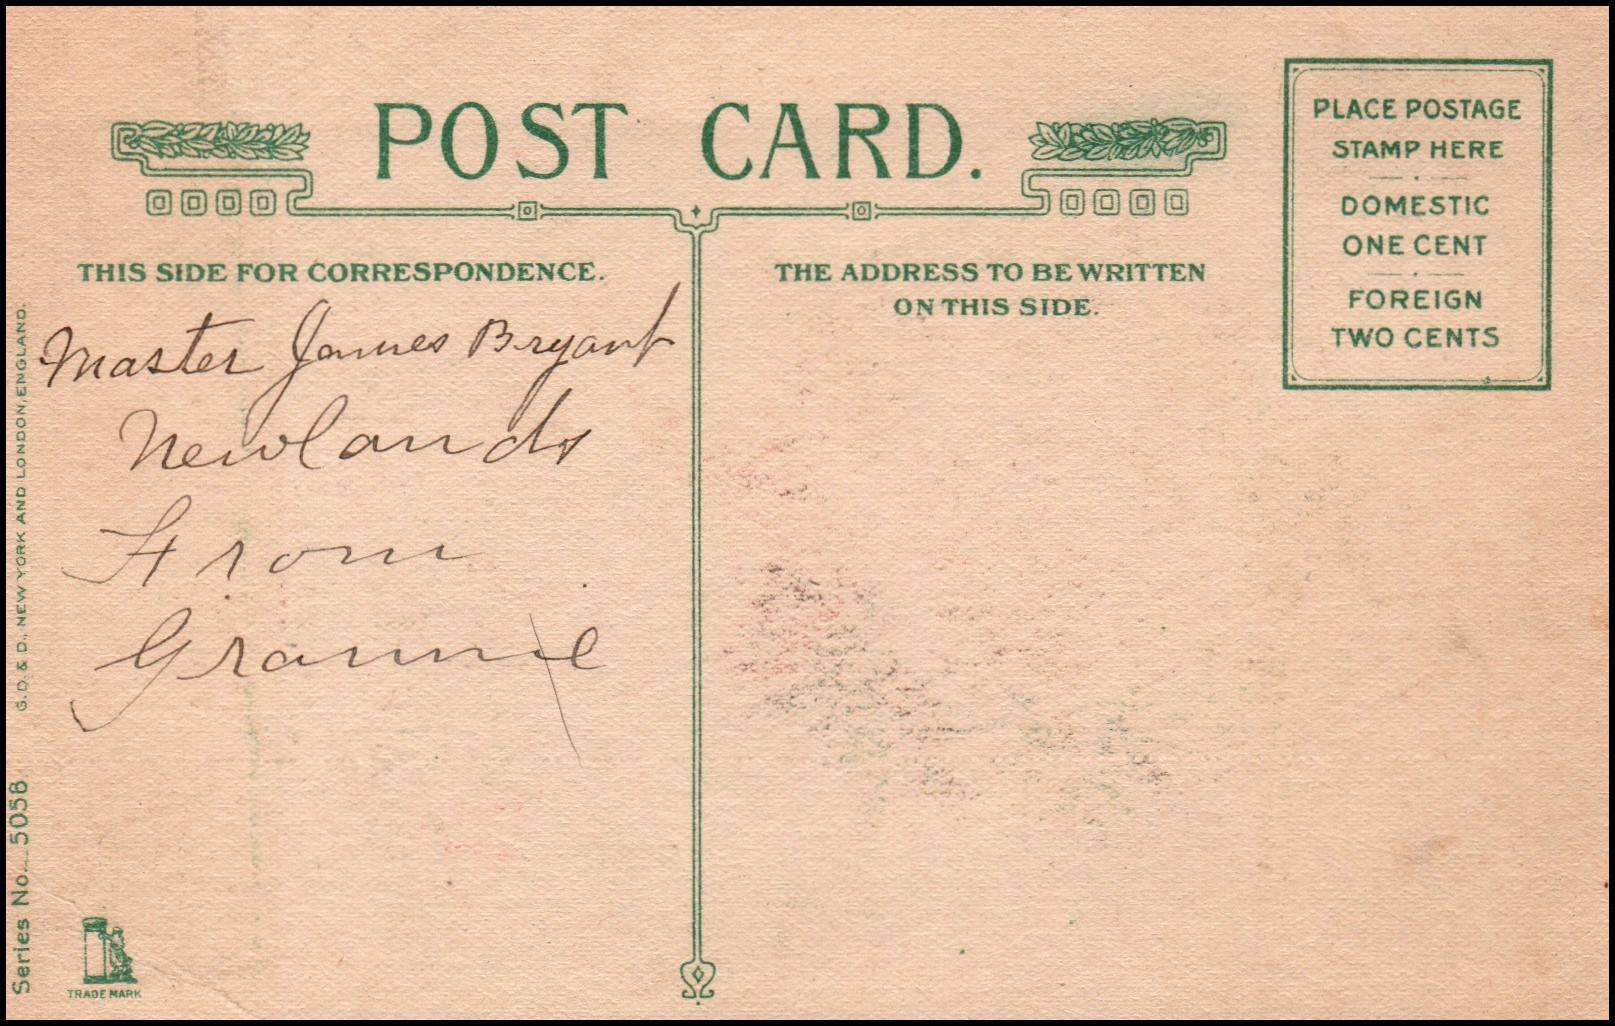 POST CARD.
PLACE POSTAGE
STAMP HERE
DOMESTIC
ONE CENT
FOREIGN
TWO CENTS
THIS SIDE FOR CORRESPONDENCE.
THE ADDRESS TO BE WRITTEN
ON THIS SIDE.
Master James Bryant
Newlands
From
Grannie
G.D. & D., NEW YORK AND LONDON, ENGLAND.
Series No. 505B
TRADE MARK